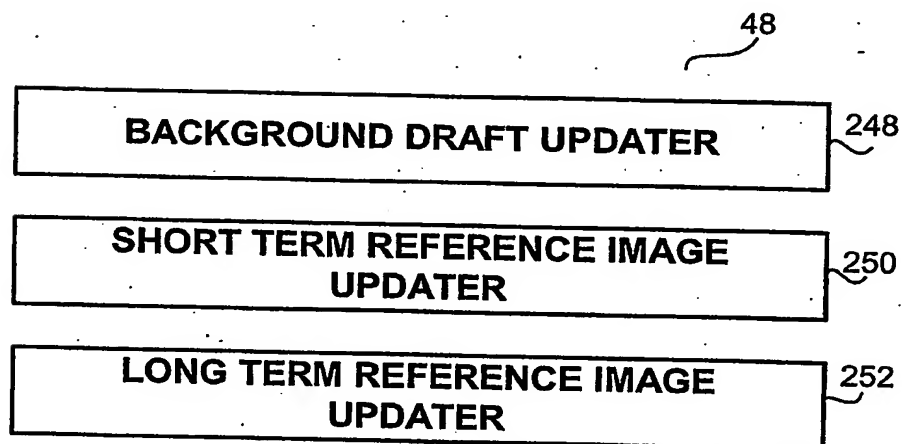 48
BACKGROUND DRAFT UPDATER
248
SHORT TERM REFERENCE IMAGE
UPDATER
250
LONG TERM REFERENCE IMAGE
UPDATER
252